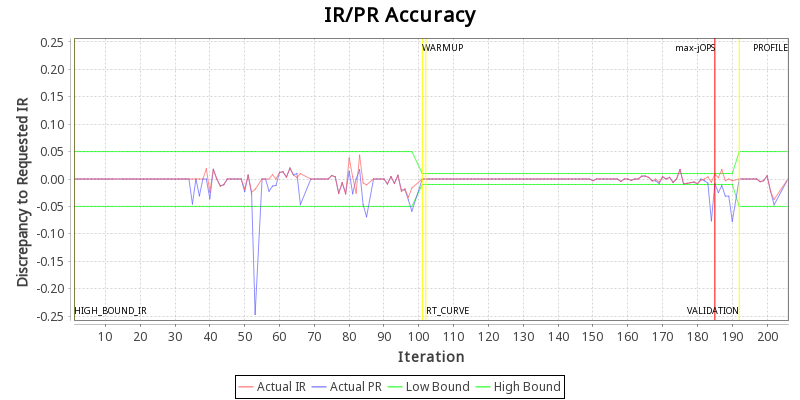 IR/PR Accuracy
Discrepancy to Requested IR
0.25
0.20
0.15
0.10
0.05
0.00
-0.05
-0.10
-0.15
-0.20
-0.25
WARMUP
max-jOPS
PROFILE
HIGH_BOUND_IR
RT_CURVE
VALIDATION
10 20 30 40 50 60 70 80 90 100 110 120 130 140 150 160 170 180 190 200
Iteration
Actual IR Actual PR Low Bound High Bound